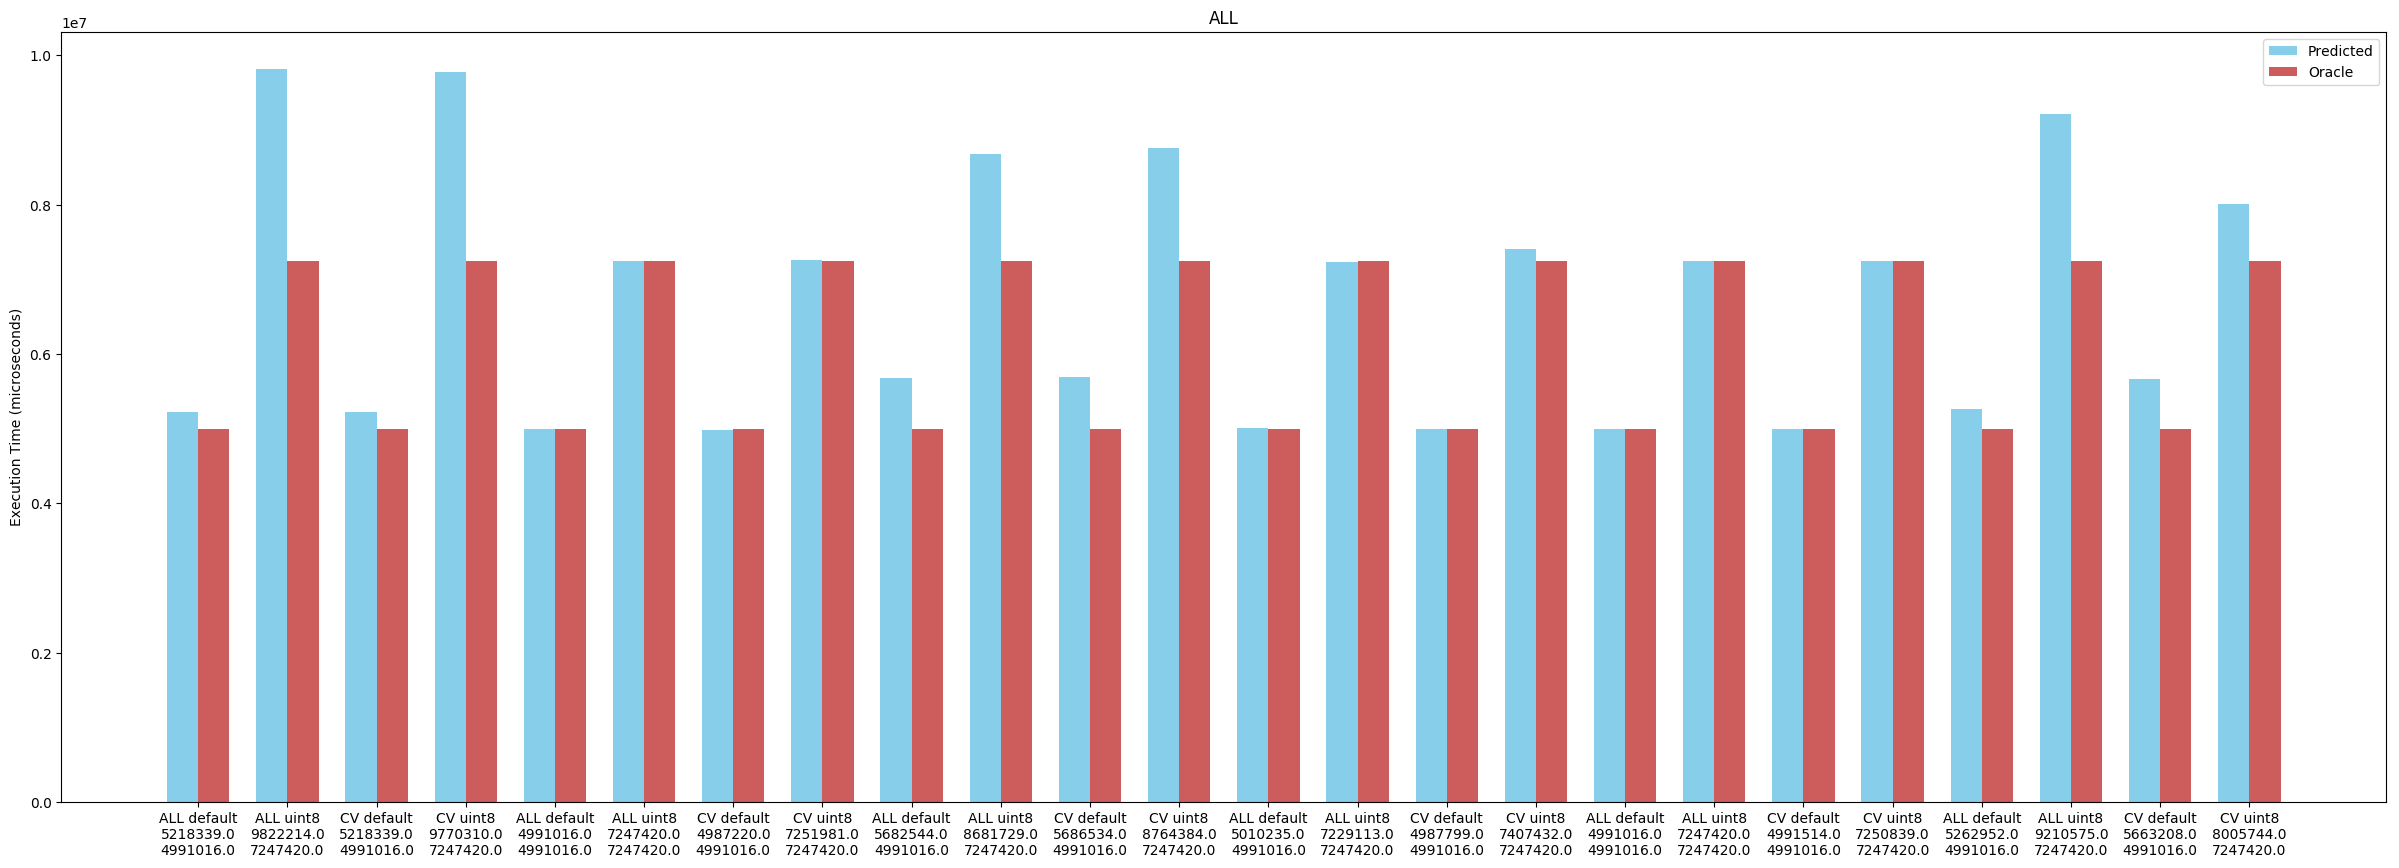 ALL
1e7
Predicted
Oracle
1.0
0.8
0.6
0.4
0.2
0.0
Execution Time (microseconds)
ALL default ALL uint8 CV default CV uint8 ALL default ALL uint8 CV default CV uint8 ALL default ALL uint8 CV default CV uint8 ALL default ALL uint8 CV default CV uint8 ALL default ALL uint8 CV default CV uint8 ALL default ALL uint8 CV default CV uint8
5218339.0 9822214.0 5218339.0 9770310.0 4991016.0 7247420.0 4987220.0 7251981.0 5682544.0 8681729.0 5686534.0 8764384.0 5010235.0 7229113.0 4987799.0 7407432.0 4991016.0 7247420.0 4991514.0 7250839.0 5262952.0 9210575.0 5663208.0 8005744.0
4991016.0 7247420.0 4991016.0 7247420.0 4991016.0 7247420.0 4991016.0 7247420.0 4991016.0 7247420.0 4991016.0 7247420.0 4991016.0 7247420.0 4991016.0 7247420.0 4991016.0 7247420.0 4991016.0 7247420.0 4991016.0 7247420.0 4991016.0 7247420.0